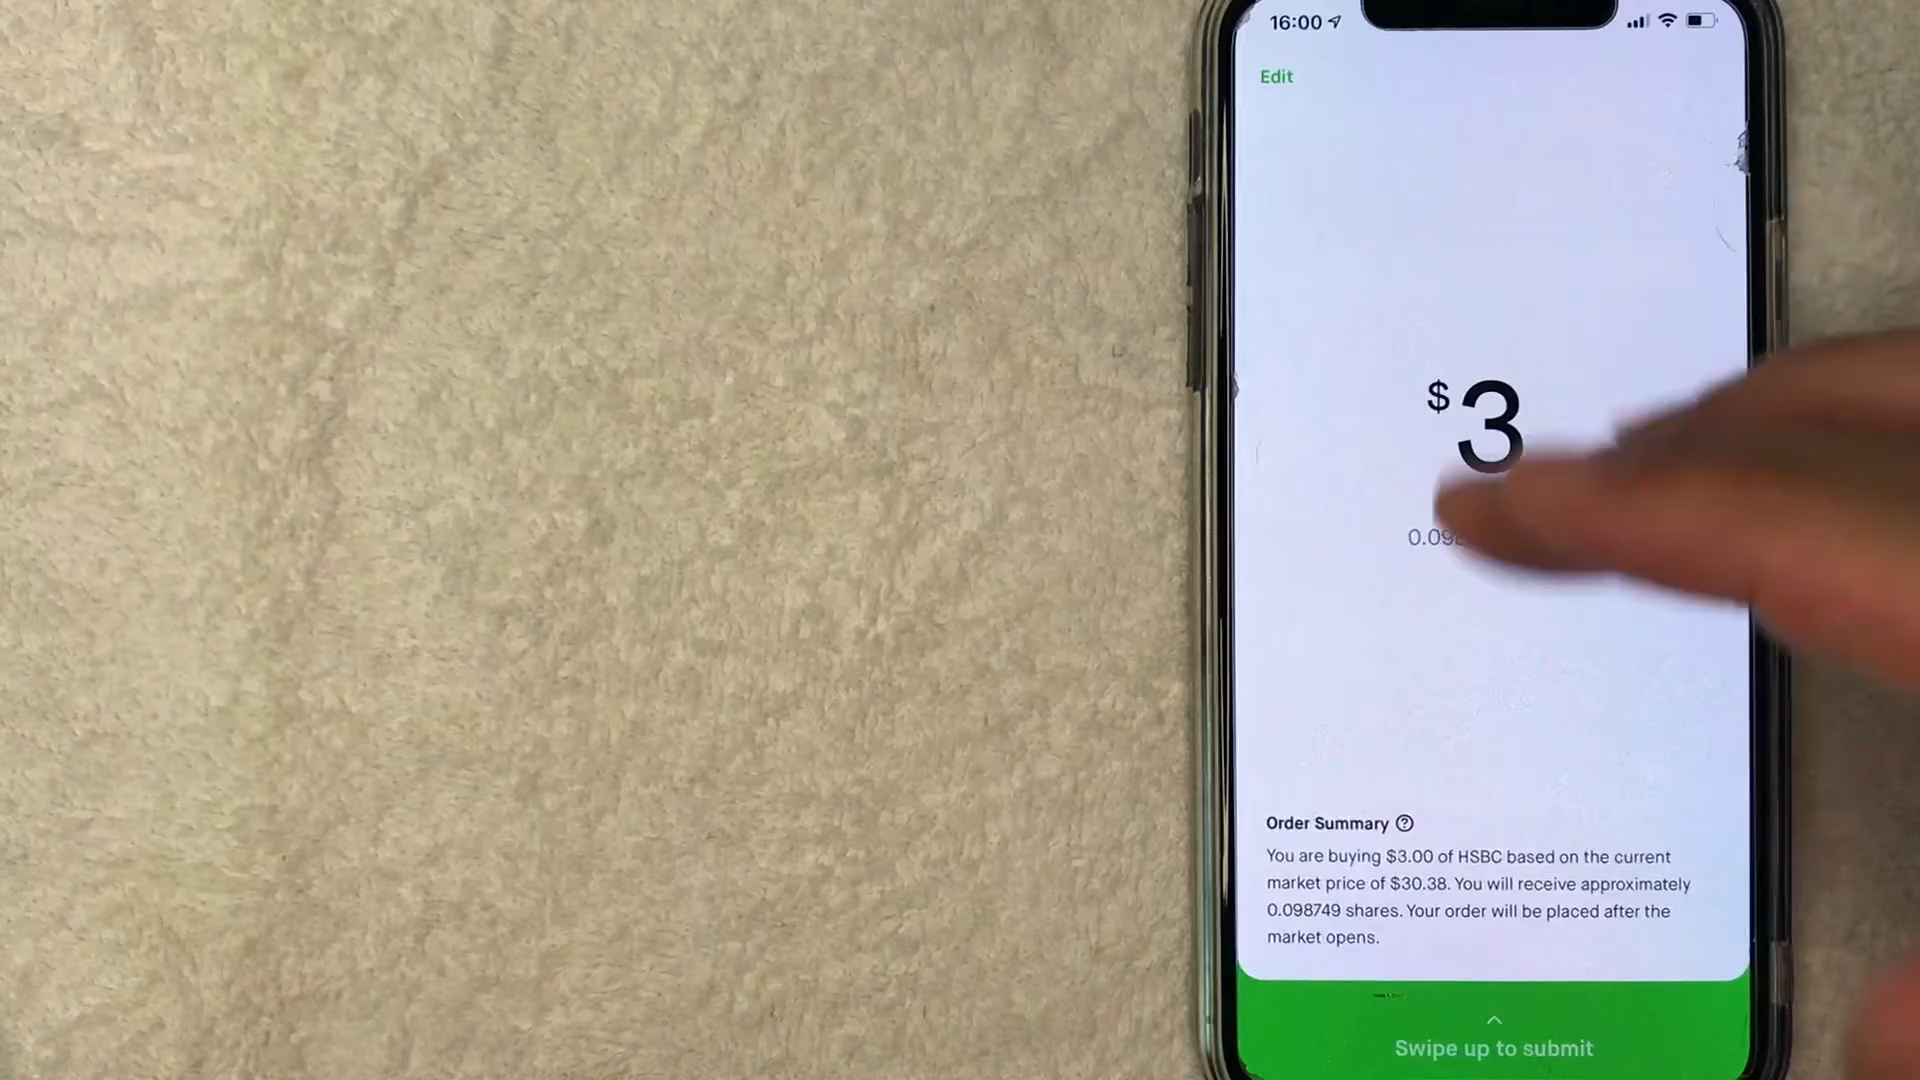 16:00
Edit
$3
Order Summary
You are buying $3.00 of HSBC based on the current
market price of $30.38. You will receive approximately
0.098749 shares. Your order will be placed after the
market opens.
Swipe up to submit